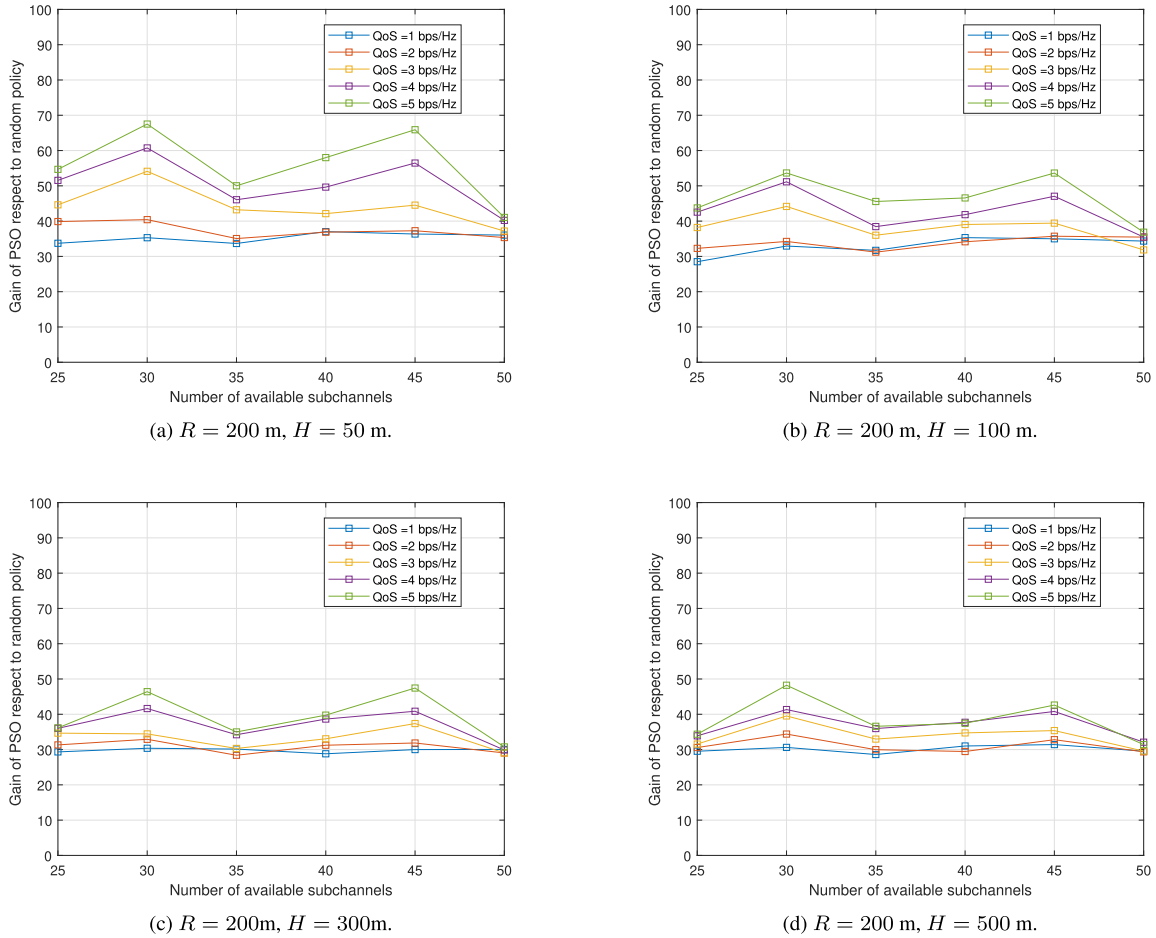 100
90
80
70
60
50
40
30
20
10
0
25 30 35 40 45 50
Gain of PSO respect to random policy
Number of available subchannels
QoS =1 bps/Hz
QoS =2 bps/Hz
QoS =3 bps/Hz
QoS =4 bps/Hz
QoS =5 bps/Hz
(a) R = 200 m, H = 50 m.
100
90
80
70
60
50
40
30
20
10
0
25 30 35 40 45 50
Gain of PSO respect to random policy
Number of available subchannels
QoS =1 bps/Hz
QoS =2 bps/Hz
QoS =3 bps/Hz
QoS =4 bps/Hz
QoS =5 bps/Hz
(b) R = 200 m, H = 100 m.
100
90
80
70
60
50
40
30
20
10
0
25 30 35 40 45 50
Gain of PSO respect to random policy
Number of available subchannels
QoS =1 bps/Hz
QoS =2 bps/Hz
QoS =3 bps/Hz
QoS =4 bps/Hz
QoS =5 bps/Hz
(c) R = 200m, H = 300m.
100
90
80
70
60
50
40
30
20
10
0
25 30 35 40 45 50
Gain of PSO respect to random policy
Number of available subchannels
QoS =1 bps/Hz
QoS =2 bps/Hz
QoS =3 bps/Hz
QoS =4 bps/Hz
QoS =5 bps/Hz
(d) R = 200 m, H = 500 m.